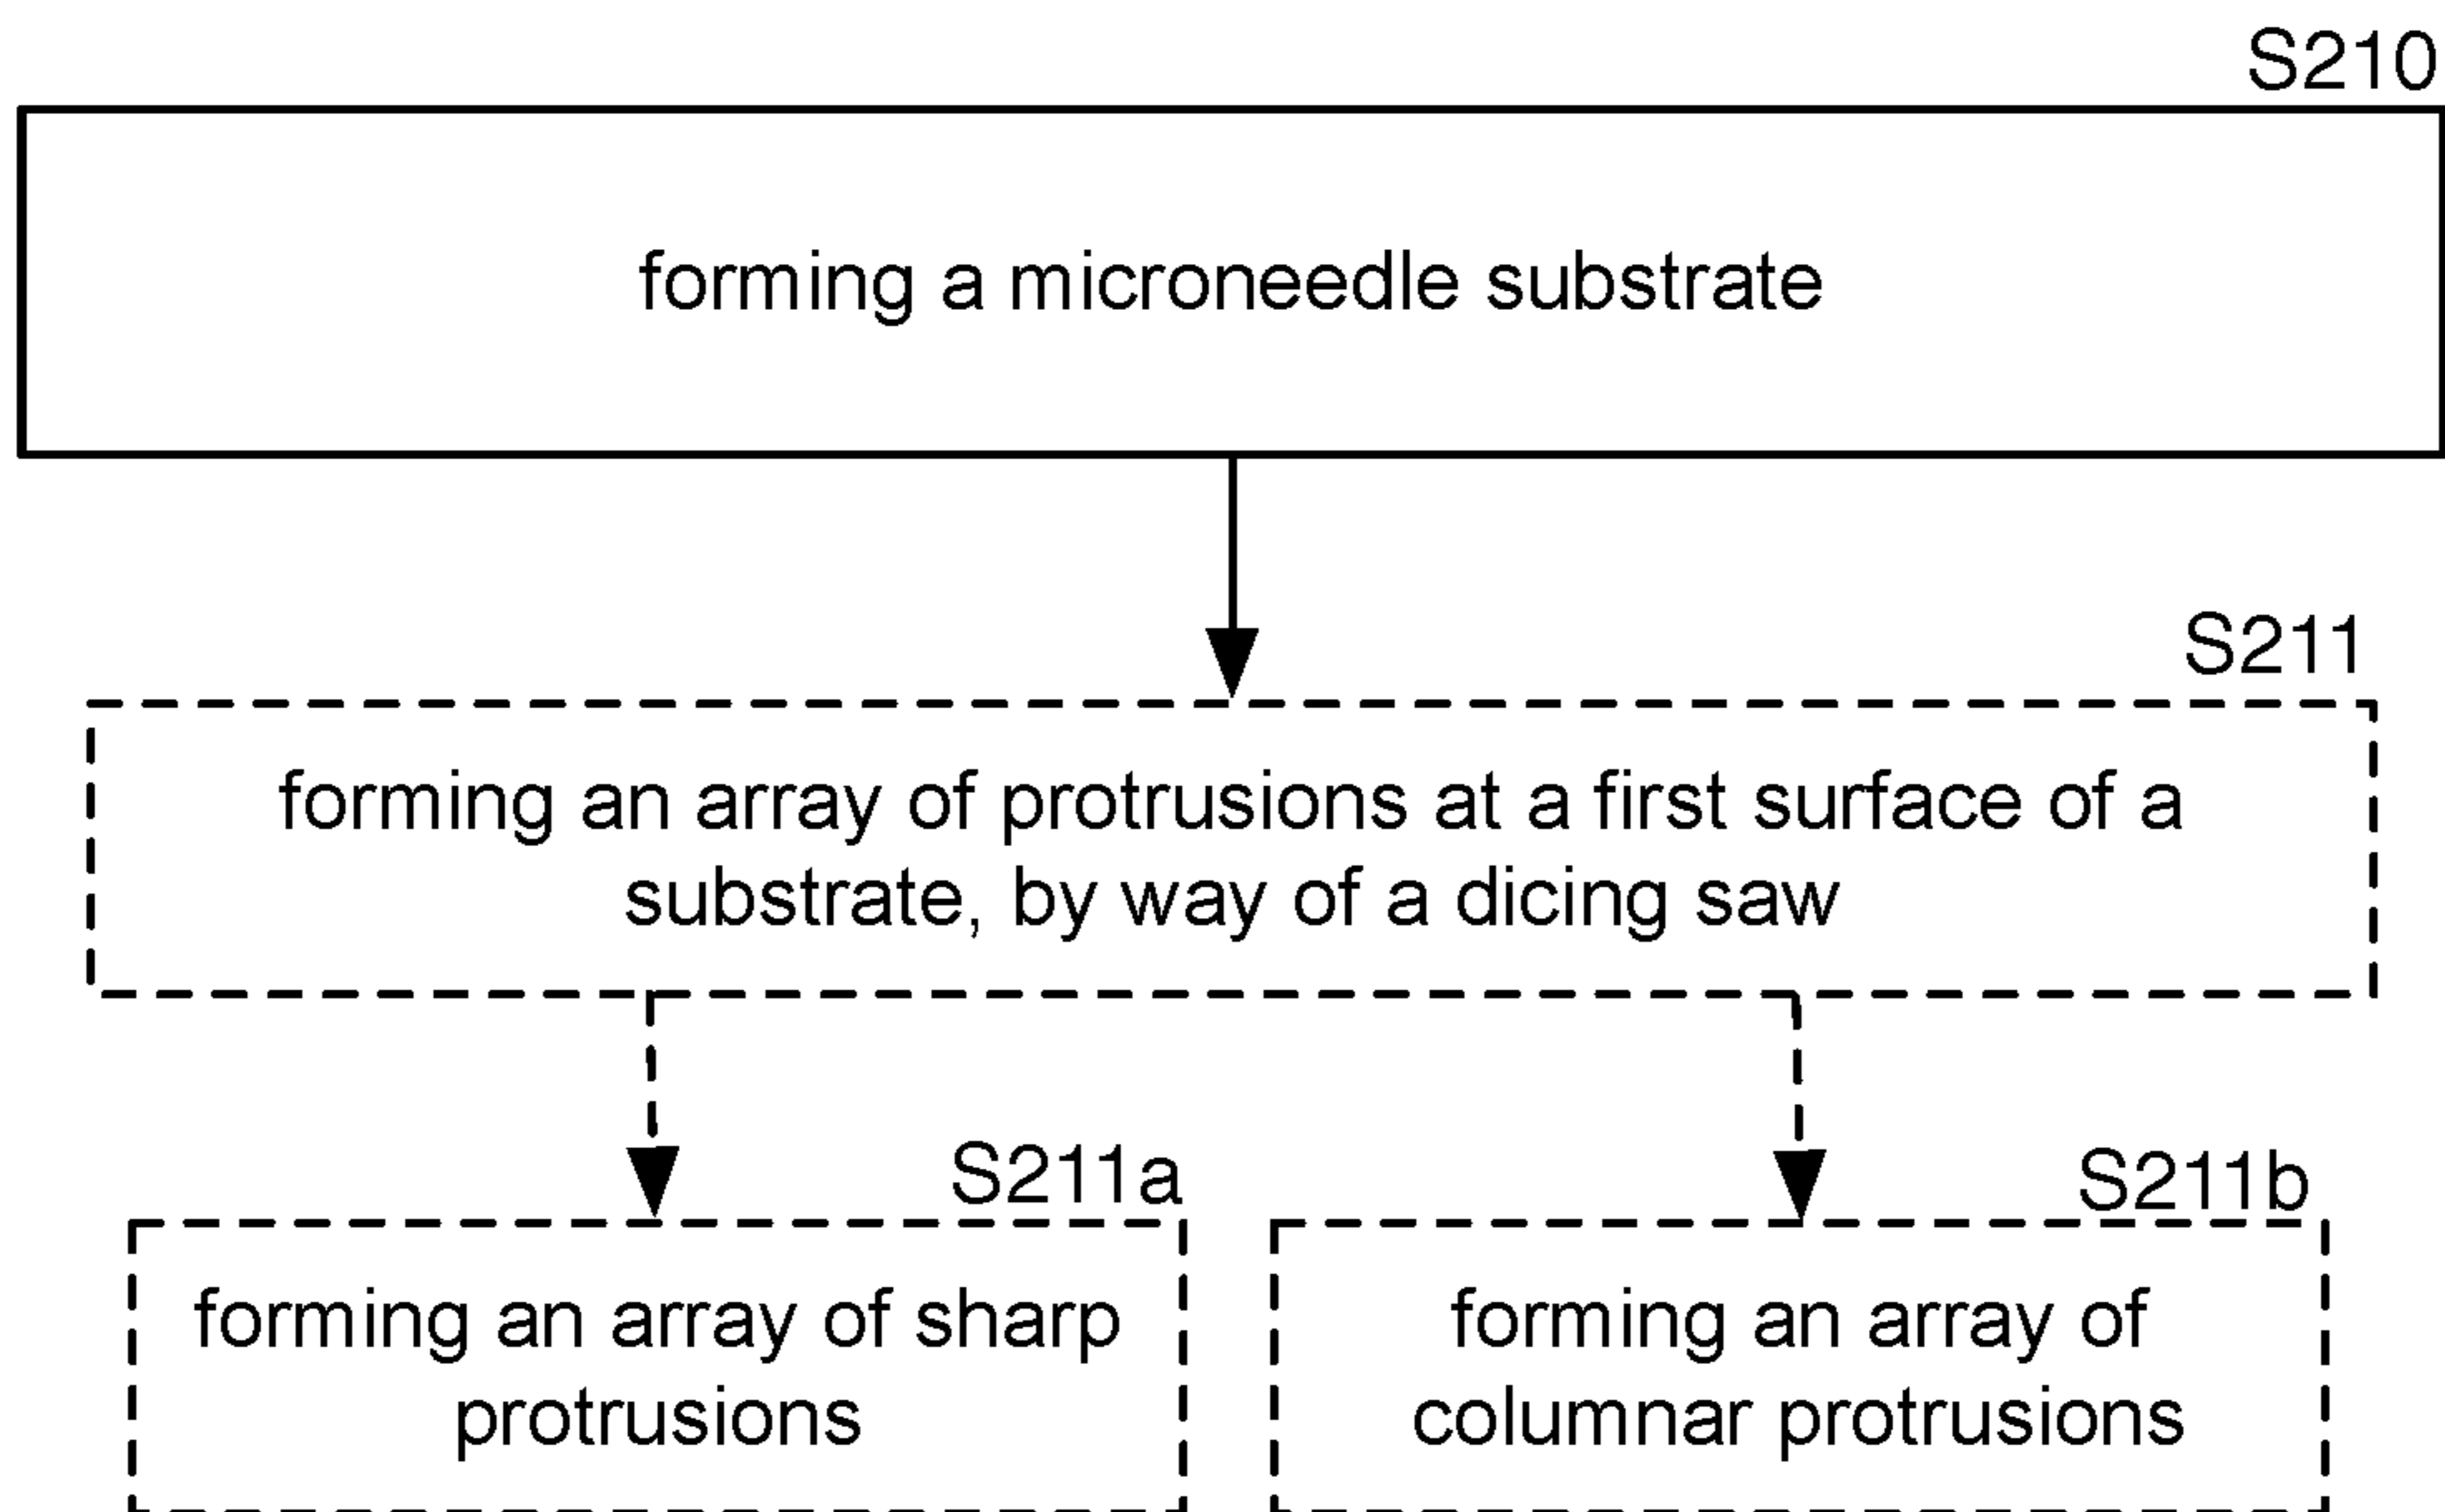 S210
forming a microneedle substrate
S211
forming an array of protrusions at a first surface of a
substrate, by way of a dicing saw
S211a
forming an array of sharp
protrusions
S211b
forming an array of
columnar protrusions